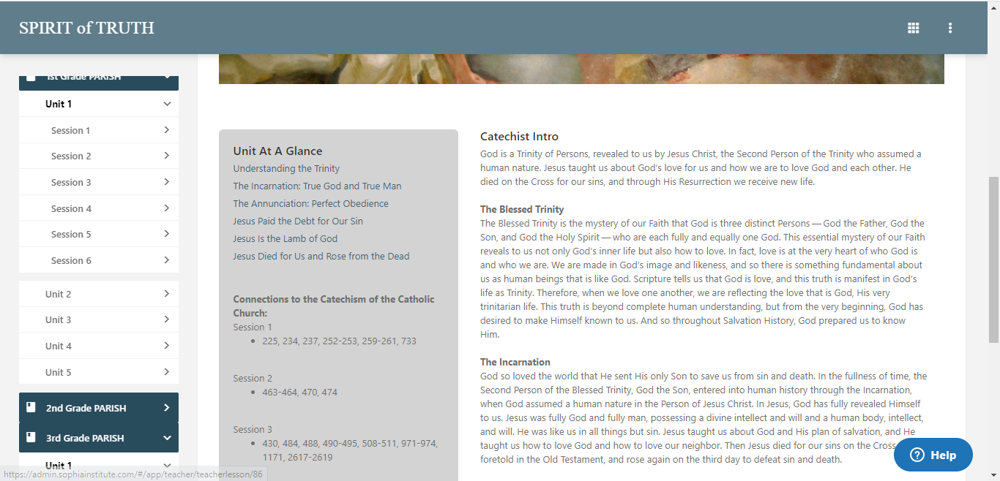 SPIRIT of TRUTH
1st Grade PARISH
Unit 1
Session 1
Session 2
Session 3
Session 4
Session 5
Session 6
Unit 2
Unit 3
Unit 4
Unit 5
2nd Grade PARISH
3rd Grade PARISH
Unit 1
https://admin.sophiainstitute.com/#/app/teacher/teacherlesson/86
Unit At A Glance
Understanding the Trinity
The Incarnation: True God and True Man
The Annunciation: Perfect Obedience
Jesus Paid the Debt for Our Sin
Jesus Is the Lamb of God
Jesus Died for Us and Rose from the Dead
Connections to the Catechism of the Catholic
Church:
Session 1
• 225, 234, 237, 252-253, 259-261, 733
Session 2
• 463-464, 470, 474
Session 3
• 430, 484, 488, 490-495, 508-511, 971-974,
1171, 2617-2619
Catechist Intro
God is a Trinity of Persons, revealed to us by Jesus Christ, the Second Person of the Trinity who assumed a
human nature. Jesus taught us about God's love for us and how we are to love God and each other. He
died on the Cross for our sins, and through His Resurrection we receive new life.
The Blessed Trinity
The Blessed Trinity is the mystery of our Faith that God is three distinct Persons — God the Father, God the
Son, and God the Holy Spirit — who are each fully and equally one God. This essential mystery of our Faith
reveals to us not only God's inner life but also how to love. In fact, love is at the very heart of who God is
and who we are. We are made in God's image and likeness, and so there is something fundamental about
us as human beings that is like God. Scripture tells us that God is love, and this truth is manifest in God's
life as Trinity. Therefore, when we love one another, we are reflecting the love that is God, His very
trinitarian life. This truth is beyond complete human understanding, but from the very beginning, God has
desired to make Himself known to us. And so throughout Salvation History, God prepared us to know
Him.
The Incarnation
God so loved the world that He sent His only Son to save us from sin and death. In the fullness of time, the
Second Person of the Blessed Trinity, God the Son, entered into human history through the Incarnation,
when God assumed a human nature in the Person of Jesus Christ. In Jesus, God has fully revealed Himself
to us. Jesus was fully God and fully man, possessing a divine intellect and will and a human body, intellect,
and will. He was like us in all things but sin. Jesus taught us about God and His plan of salvation, and He
taught us how to love God and how to love our neighbor. Then Jesus died for our sins on the Cross
foretold in the Old Testament, and rose again on the third day to defeat sin and death.
Help